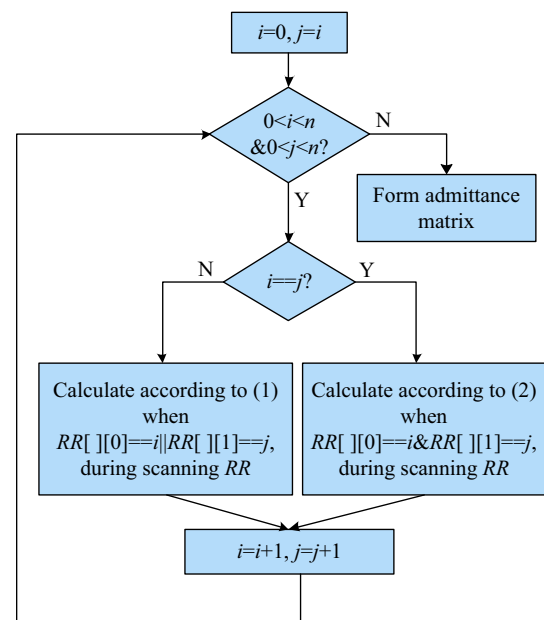 i=0, j=i
0<i<n
&0<j<n?
N
Form admittance
matrix
Y
i==j?
N
Y
Calculate according to (1)
when
RR[ ][0]==i||RR[ ][1]==j,
during scanning RR
Calculate according to (2)
when
RR[ ][0]==i&RR[ ][1]==j,
during scanning RR
i=i+1, j=j+1